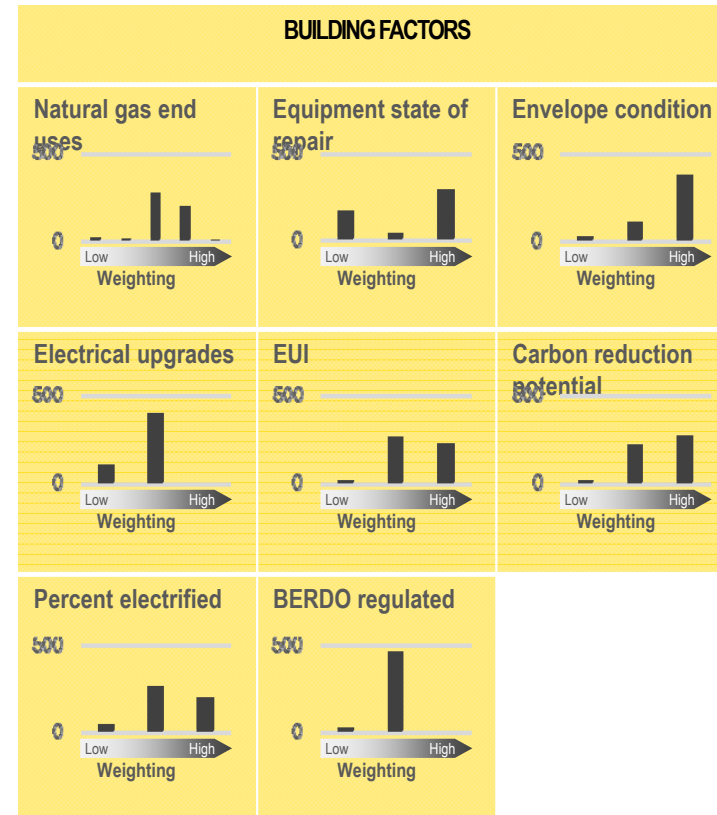 BUILDING FACTORS
Natural gas end
uses
500
0
Low High
Weighting
Equipment state of
repair
500
0
Low High
Weighting
Envelope condition
500
0
Low High
Weighting
Electrical upgrades
500
0
Low High
Weighting
EUI
500
0
Low High
Weighting
Carbon reduction
potential
500
0
Low High
Weighting
Percent electrified
500
0
Low High
Weighting
BERDO regulated
500
0
Low High
Weighting